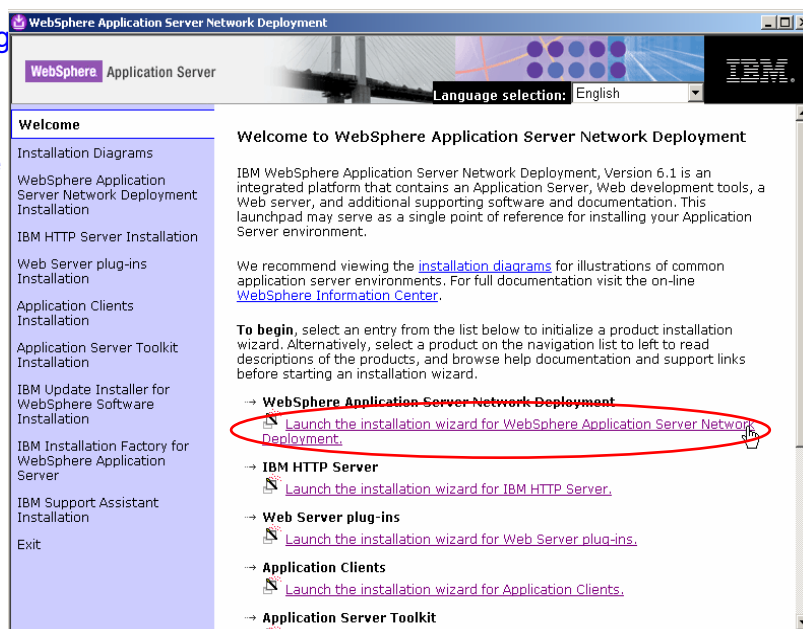 WebSphere Application Server Network Deployment
g
WebSphere. Application Server
IBM.
Language selection: English
Welcome
Installation Diagrams
WebSphere Application
Server Network Deployment
Installation
IBM HTTP Server Installation
Web Server plug-ins
Installation
Application Clients
Installation
Application Server Toolkit
Installation
IBM Update Installer for
WebSphere Software
Installation
IBM Installation Factory for
WebSphere Application
Server
IBM Support Assistant
Installation
Exit
Welcome to WebSphere Application Server Network Deployment
IBM WebSphere Application Server Network Deployment, Version 6.1 is an
integrated platform that contains an Application Server, Web development tools, a
Web server, and additional supporting software and documentation. This
launchpad may serve as a single point of reference for installing your Application
Server environment.
We recommend viewing the installation diagrams for illustrations of common
application server environments. For full documentation visit the on-line
WebSphere Information Center.
To begin, select an entry from the list below to initialize a product installation
wizard. Alternatively, select a product on the navigation list to left to read
descriptions of the products, and browse help documentation and support links
before starting an installation wizard.
→ WebSphere Application Server Network Deployment
Launch the installation wizard for WebSphere Application Server Network
Deployment.
→ IBM HTTP Server
Launch the installation wizard for IBM HTTP Server.
→ Web Server plug-ins
Launch the installation wizard for Web Server plug-ins.
→ Application Clients
Launch the installation wizard for Application Clients.
→ Application Server Toolkit